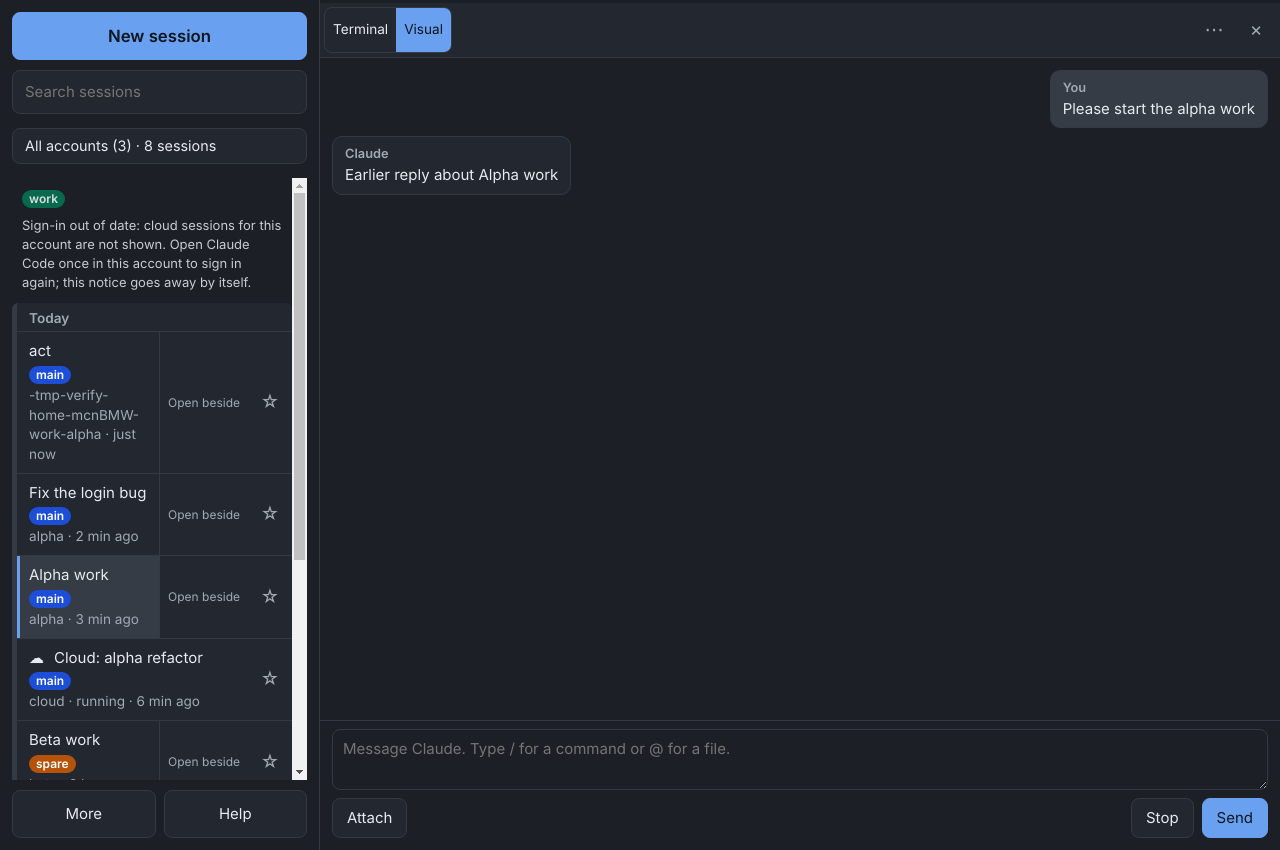 New session
Search sessions
All accounts (3) · 8 sessions
work
Sign-in out of date: cloud sessions for this
account are not shown. Open Claude
Code once in this account to sign in
again; this notice goes away by itself.
Today
act
main
-tmp-verify-
home-mcnBMW-
work-alpha · just
now
Open beside
Fix the login bug
main
alpha · 2 min ago
Open beside
Alpha work
main
alpha · 3 min ago
Open beside
Cloud: alpha refactor
main
cloud · running · 6 min ago
Beta work
spare
Open beside
More
Help
Terminal
Visual
You
Please start the alpha work
Claude
Earlier reply about Alpha work
Message Claude. Type / for a command or @ for a file.
Attach
Stop
Send